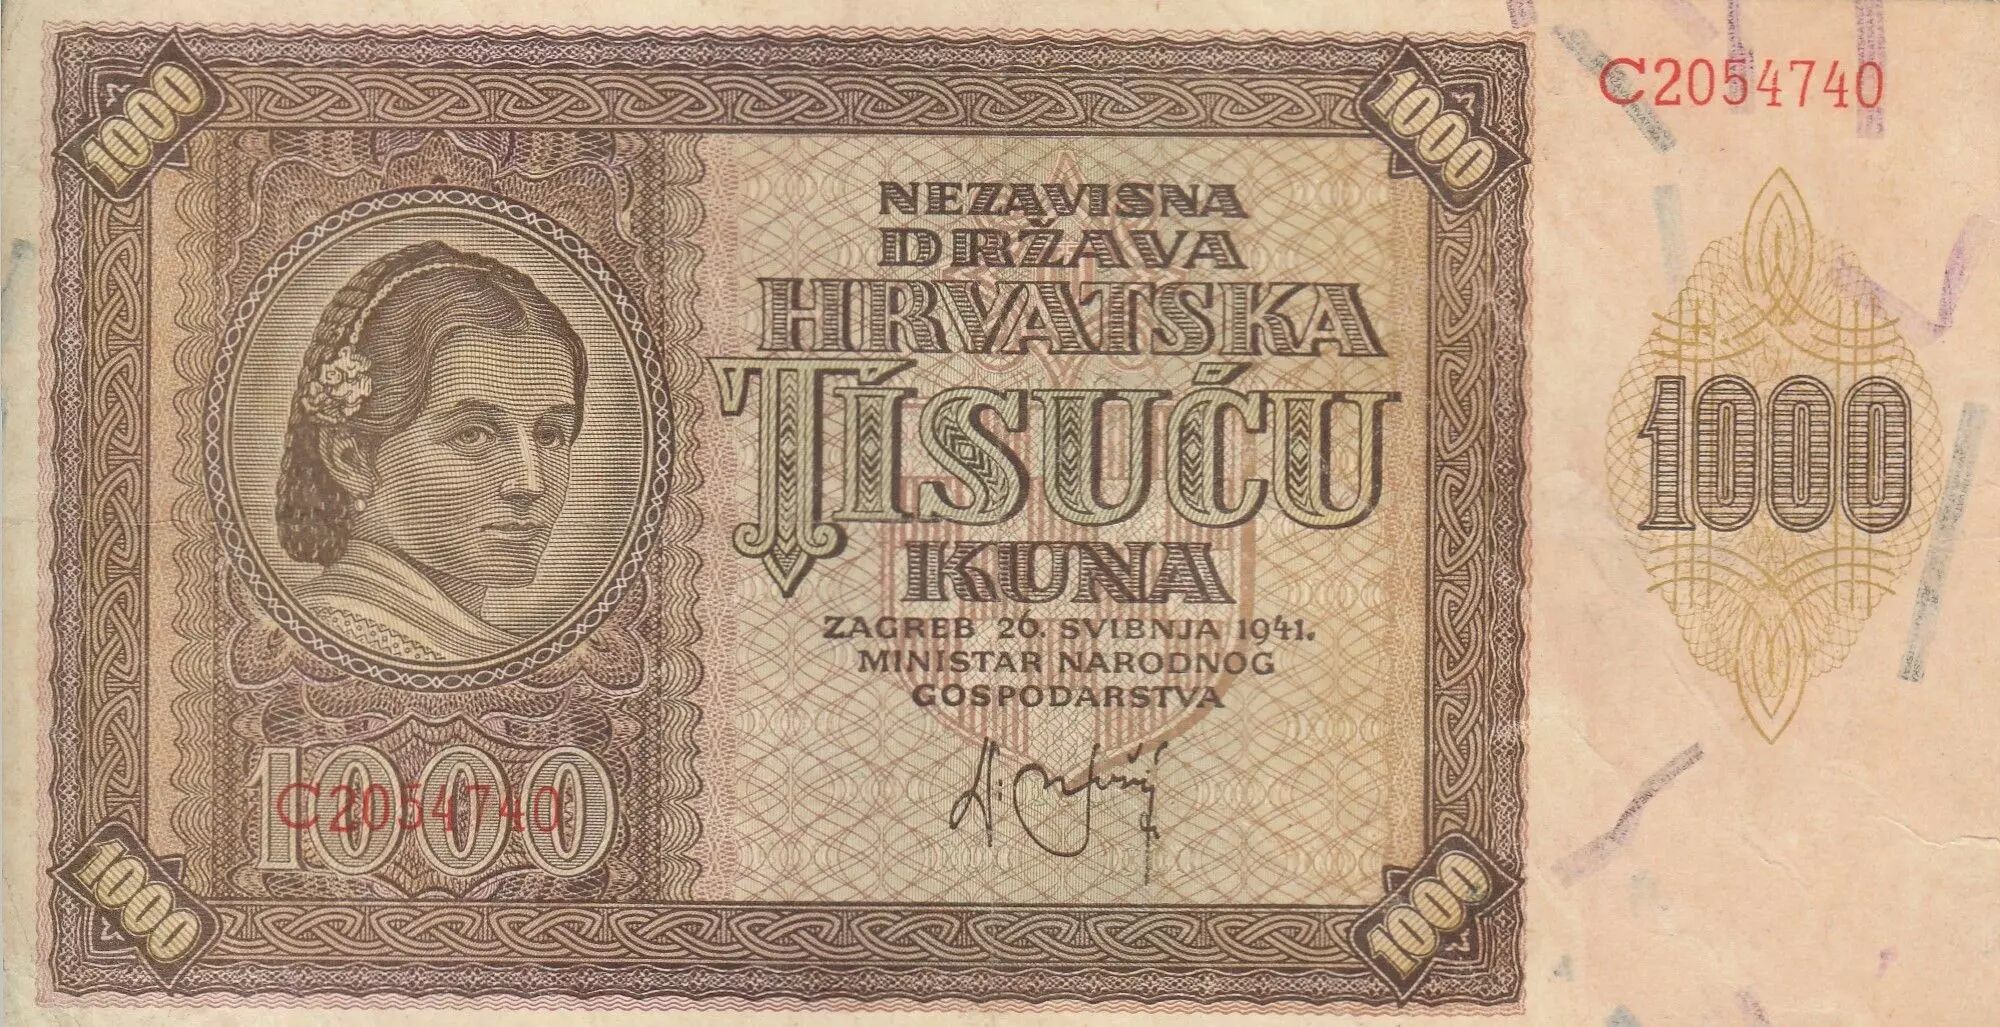 1000
1000
C2054740
NEZAVISNA
DRŽAVA
HRVATSKA
TISUĆU
KUNA
1000
ZAGREB 26. SVIBNJA 1941.
MINISTAR NARODNOG
GOSPODARSTVA
1000
C2054740
1000
1000